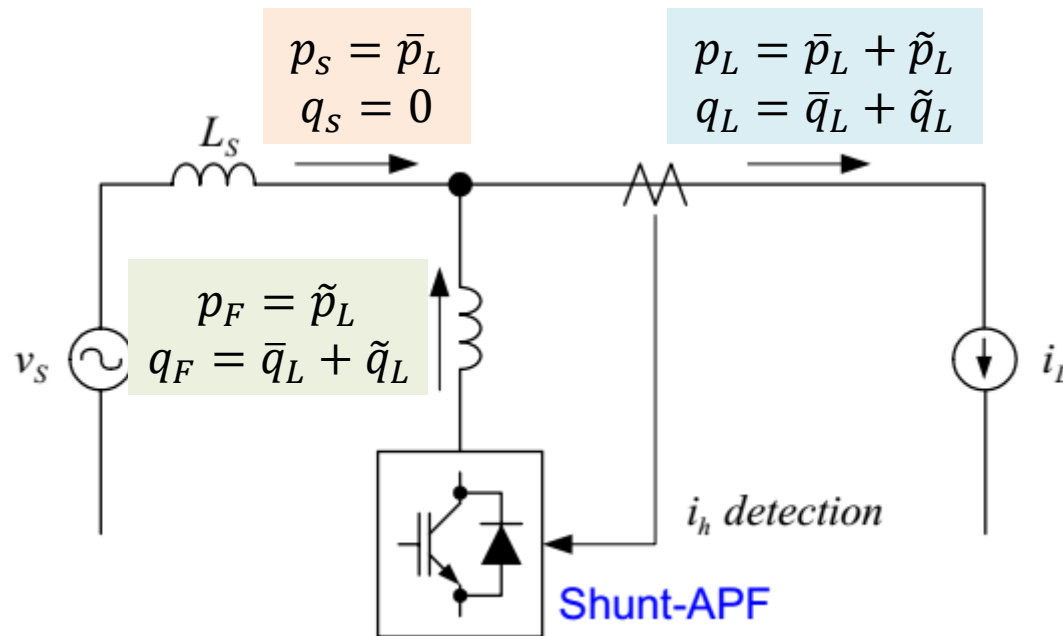 p_s = p̄_L
q_s = 0
p_L = p̄_L + p̃_L
q_L = q̄_L + q̃_L
L_S
p_F = p̃_L
q_F = q̄_L + q̃_L
v_S
i_L
i_h detection
Shunt-APF